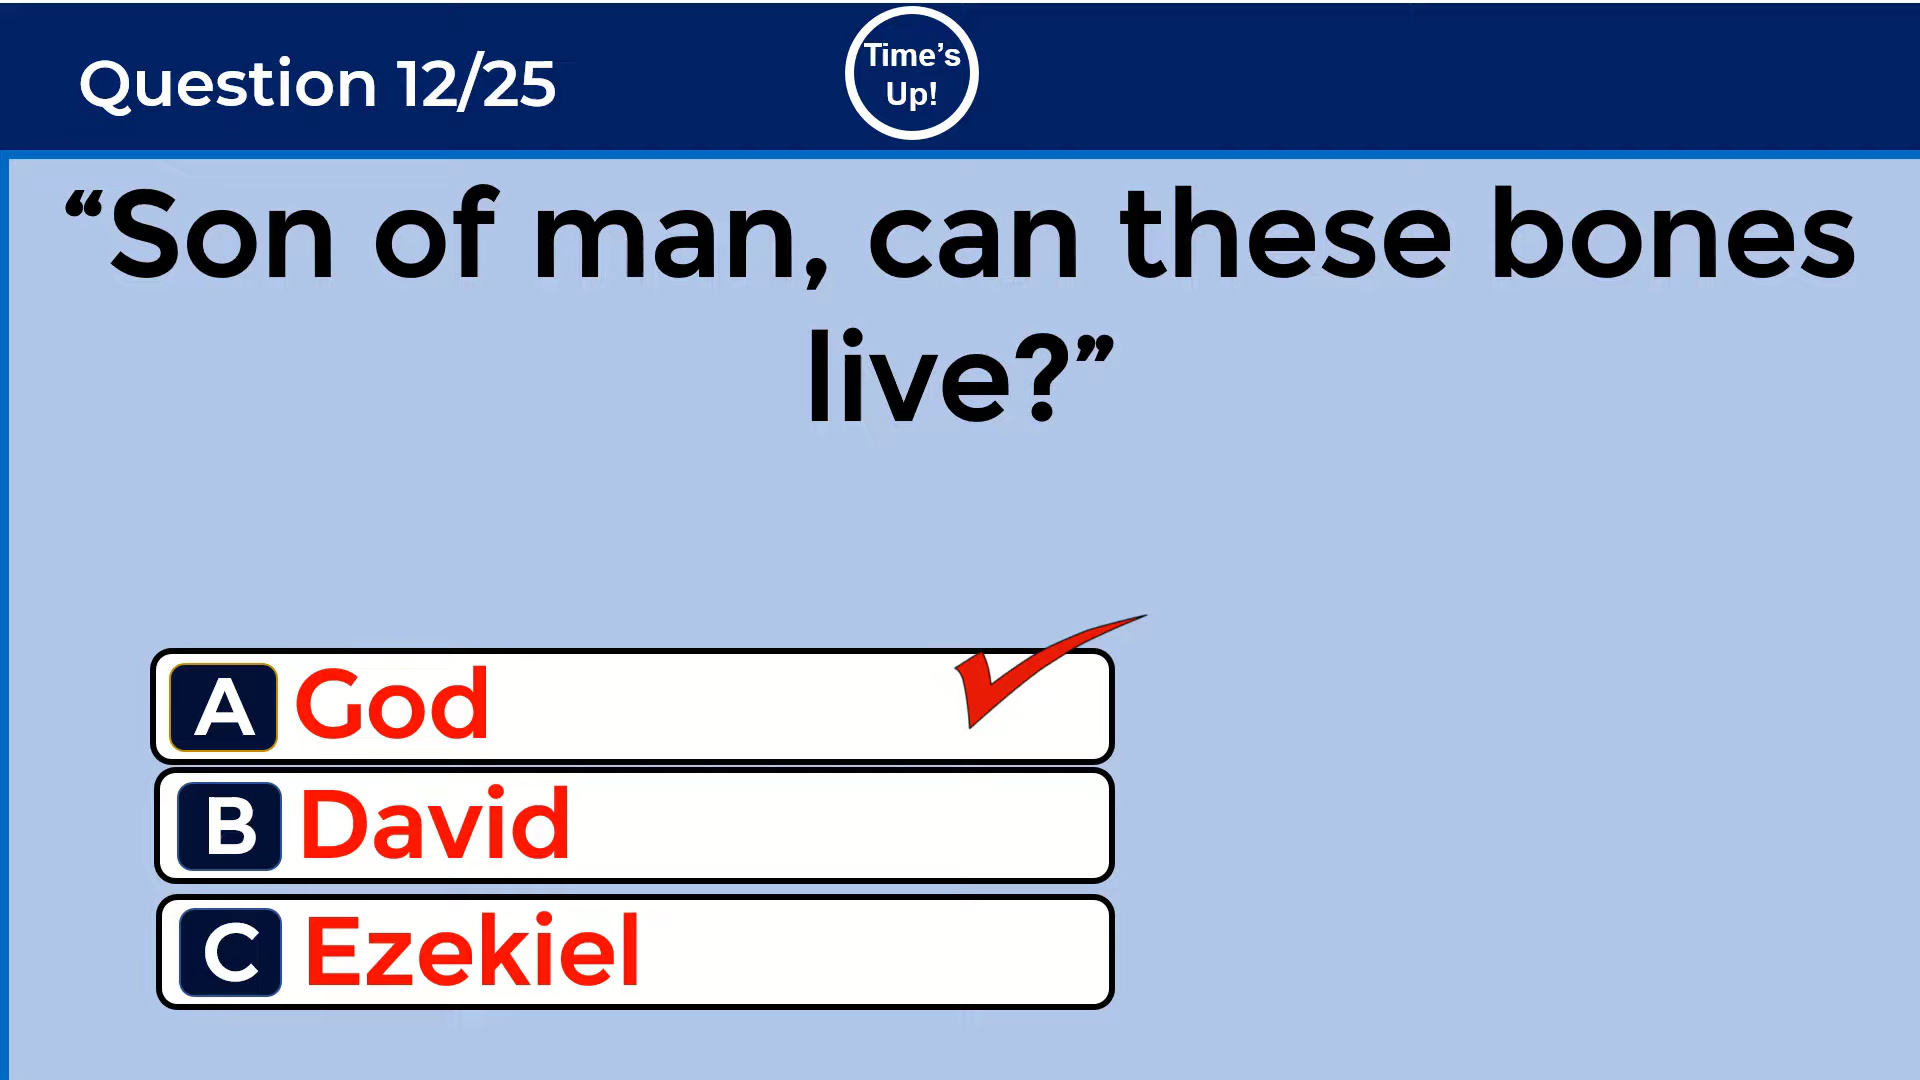 Question 12/25
Time’s
Up!
“Son of man, can these bones
live?”
A God
B David
C Ezekiel